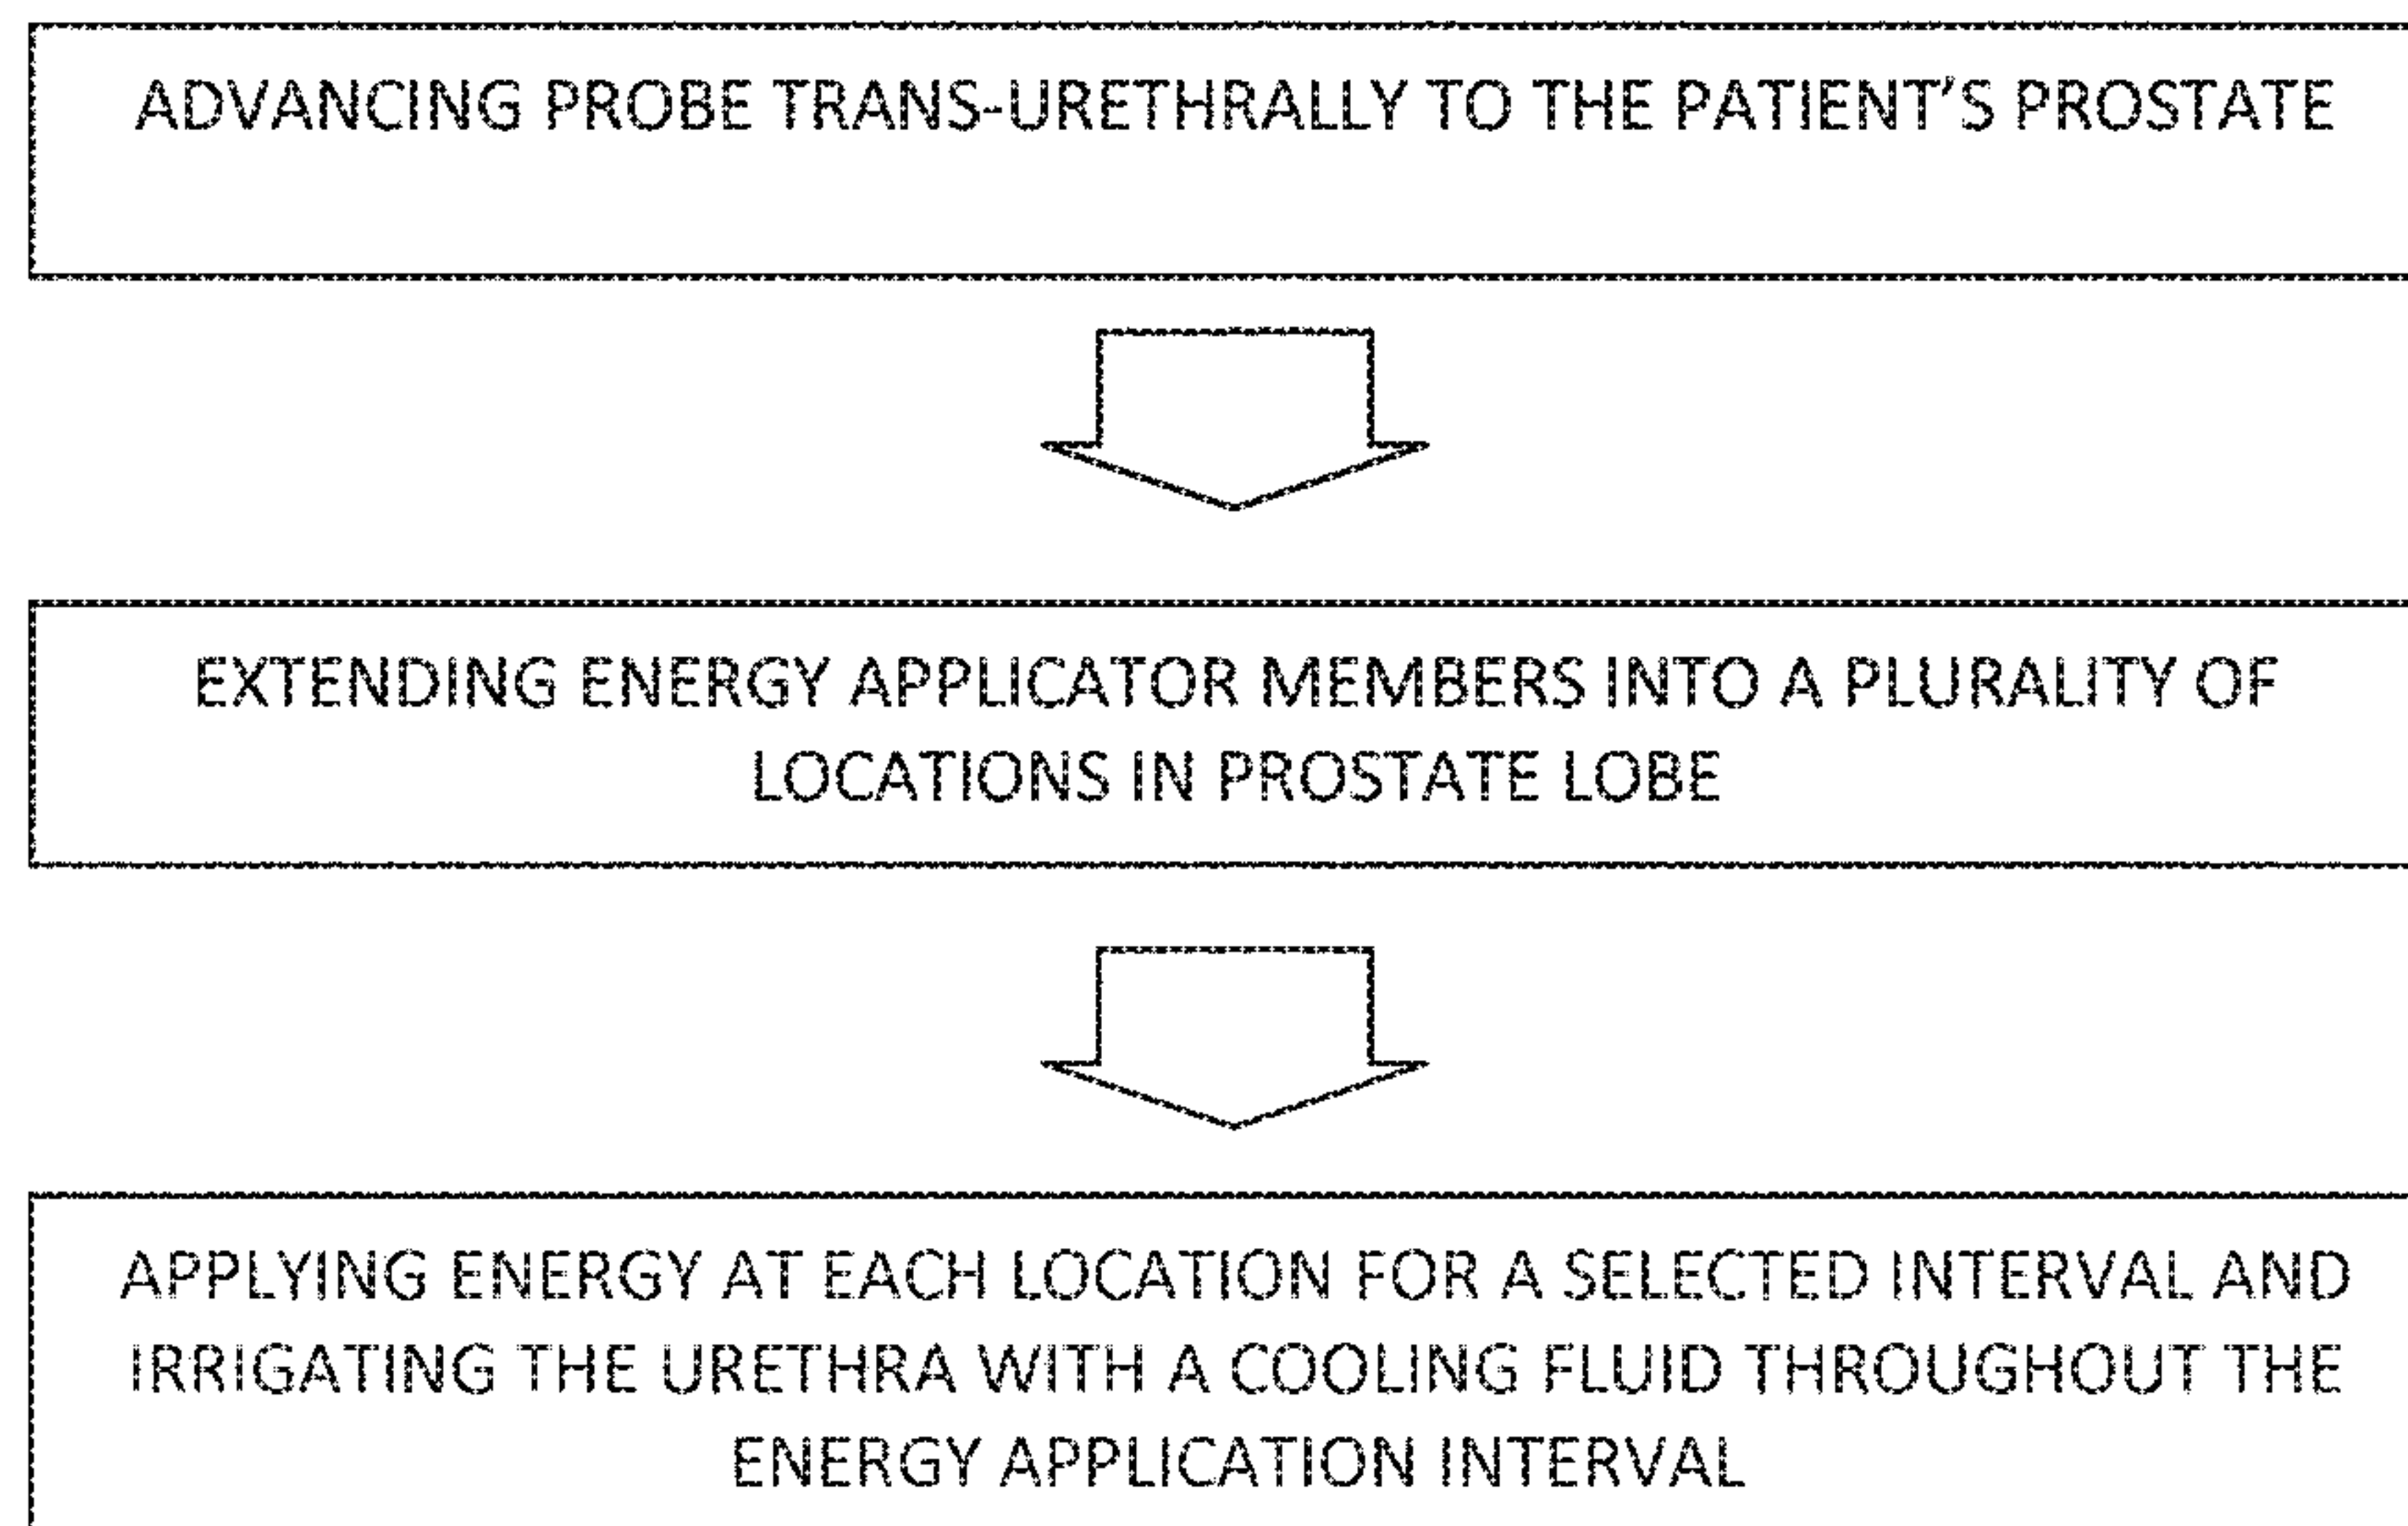 ADVANCING PROBE TRANS-URETHRALLY TO THE PATIENT'S PROSTATE
EXTENDING ENERGY APPLICATOR MEMBERS INTO A PLURALITY OF
LOCATIONS IN PROSTATE LOBE
APPLYING ENERGY AT EACH LOCATION FOR A SELECTED INTERVAL AND
IRRIGATING THE URETHRA WITH A COOLING FLUID THROUGHOUT THE
ENERGY APPLICATION INTERVAL